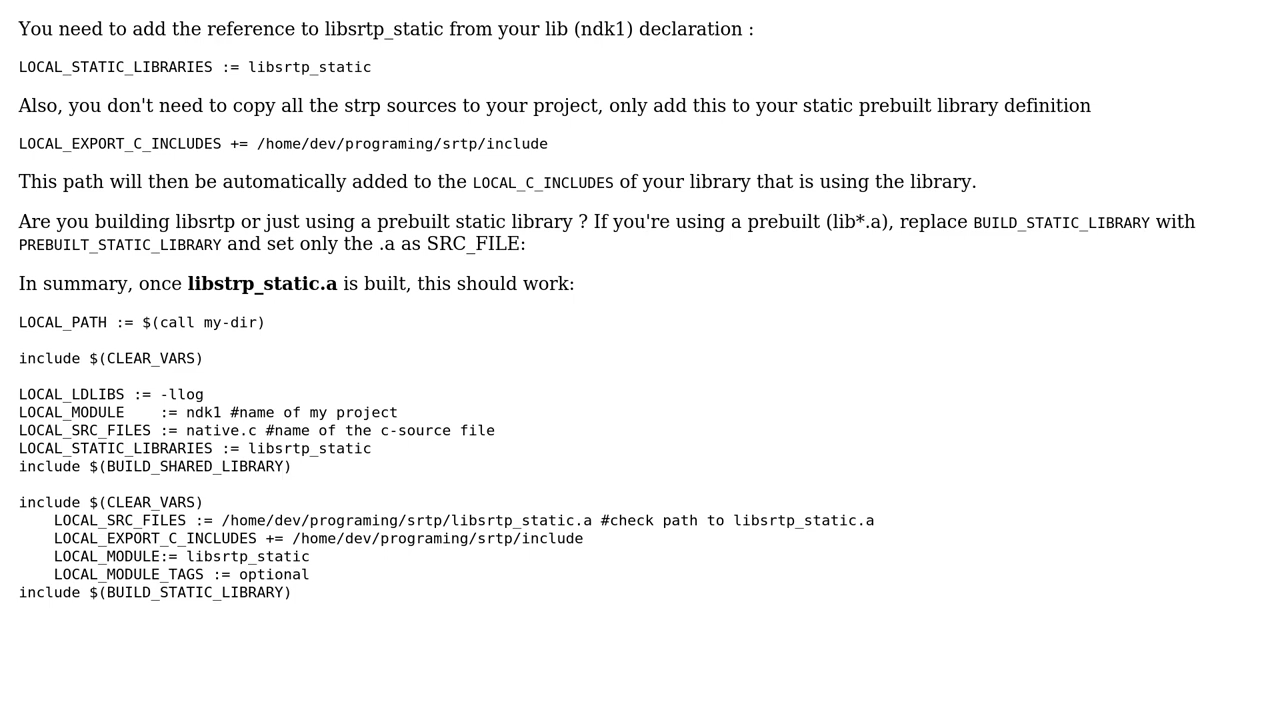 You need to add the reference to libsrtp_static from your lib (ndk1) declaration :
LOCAL_STATIC_LIBRARIES := libsrtp_static
Also, you don't need to copy all the strp sources to your project, only add this to your static prebuilt library definition
LOCAL_EXPORT_C_INCLUDES += /home/dev/programing/srtp/include
This path will then be automatically added to the LOCAL_C_INCLUDES of your library that is using the library.
Are you building libsrtp or just using a prebuilt static library ? If you're using a prebuilt (lib*.a), replace BUILD_STATIC_LIBRARY with
PREBUILT_STATIC_LIBRARY and set only the .a as SRC_FILE:
In summary, once libstrp_static.a is built, this should work:
LOCAL_PATH := $(call my-dir)
include $(CLEAR_VARS)
LOCAL_LDLIBS := -llog
LOCAL_MODULE    := ndk1 #name of my project
LOCAL_SRC_FILES := native.c #name of the c-source file
LOCAL_STATIC_LIBRARIES := libsrtp_static
include $(BUILD_SHARED_LIBRARY)
include $(CLEAR_VARS)
    LOCAL_SRC_FILES := /home/dev/programing/srtp/libsrtp_static.a #check path to libsrtp_static.a
    LOCAL_EXPORT_C_INCLUDES += /home/dev/programing/srtp/include
    LOCAL_MODULE:= libsrtp_static
    LOCAL_MODULE_TAGS := optional
include $(BUILD_STATIC_LIBRARY)